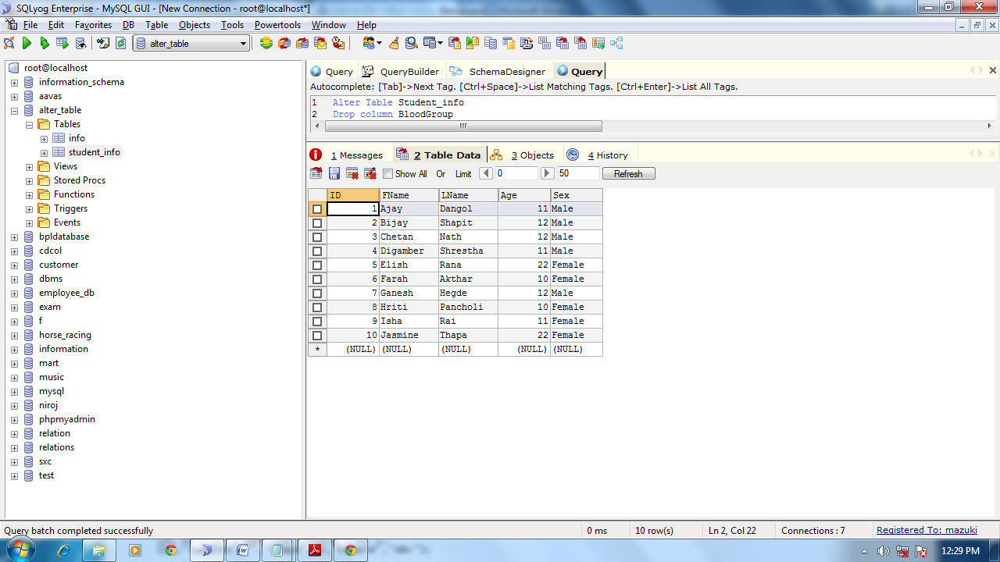 SQLyog Enterprise - MySQL GUI - [New Connection - root@localhost*]
File Edit Favorites DB Table Objects Tools Powertools Window Help
alter_table
root@localhost
information_schema
aavas
alter_table
Tables
info
student_info
Views
Stored Procs
Functions
Triggers
Events
bpldatabase
cdcol
customer
dbms
employee_db
exam
f
horse_racing
information
mart
music
mysql
niroj
phpmyadmin
relation
relations
sxc
test
Query QueryBuilder SchemaDesigner Query
Autocomplete: [Tab]->Next Tag. [Ctrl+Space]->List Matching Tags. [Ctrl+Enter]->List All Tags.
1 Alter Table Student_info
2 Drop column BloodGroup
1 Messages 2 Table Data 3 Objects 4 History
Show All Or Limit 0 50 Refresh
ID FName LName Age Sex
1 Ajay Dangol 11 Male
2 Bijay Shapit 12 Male
3 Chetan Nath 12 Male
4 Digamber Shrestha 11 Male
5 Elish Rana 22 Female
6 Farah Akthar 10 Female
7 Ganesh Hegde 12 Male
8 Hriti Pancholi 10 Female
9 Isha Rai 11 Female
10 Jasmine Thapa 22 Female
* (NULL) (NULL) (NULL) (NULL) (NULL)
Query batch completed successfully 0 ms 10 row(s) Ln 2, Col 22 Connections : 7 Registered To: mazuki
12:29 PM